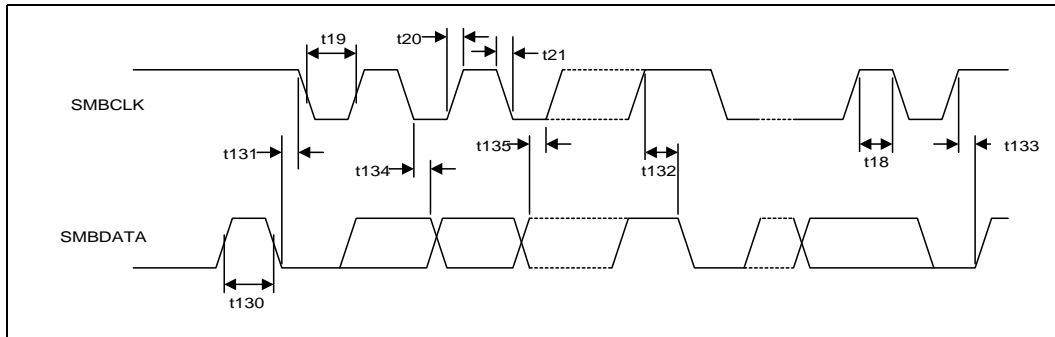 t19
t20
t21
SMBCLK
t131
t134
t135
t132
t18
t133
SMBDATA
t130